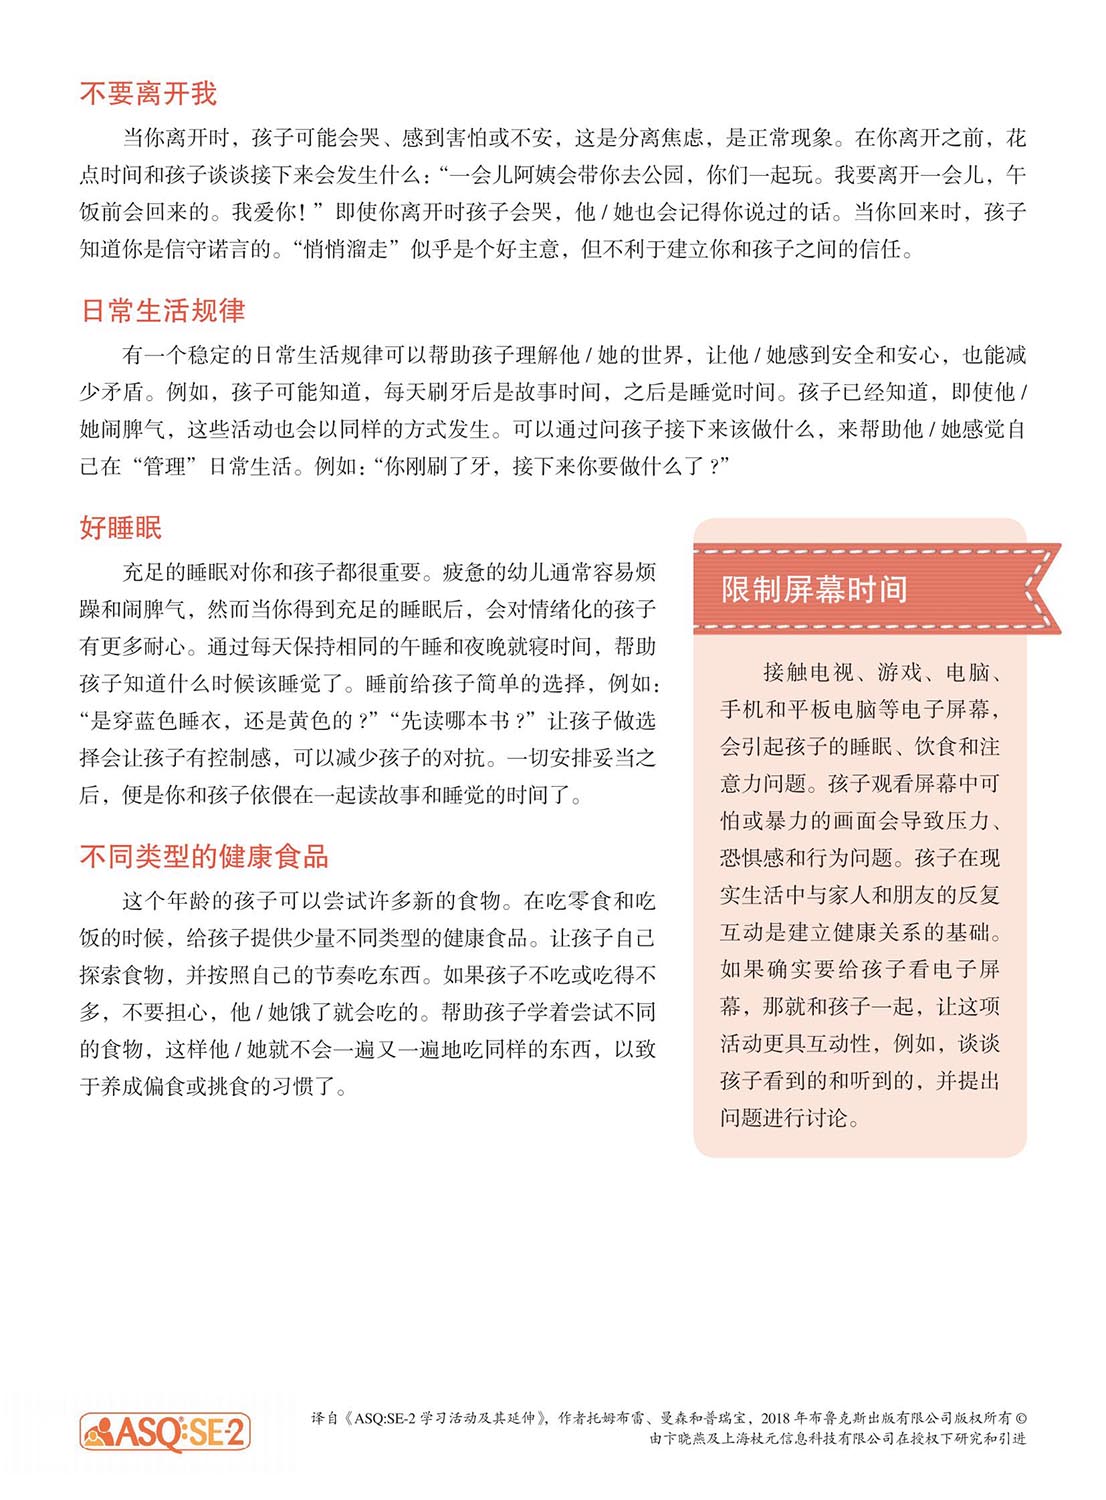 不要离开我
当你离开时，孩子可能会哭、感到害怕或不安，这是分离焦虑，是正常现象。在你离开之前，花
点时间和孩子谈谈接下来会发生什么：“一会儿阿姨会带你去公园，你们一起玩。我要离开一会儿，午
饭前会回来的。我爱你！”即使你离开时孩子会哭，他 / 她也会记得你说过的话。当你回来时，孩子
知道你是信守诺言的。“悄悄溜走”似乎是个好主意，但不利于建立你和孩子之间的信任。
日常生活规律
有一个稳定的日常生活规律可以帮助孩子理解他 / 她的世界，让他 / 她感到安全和安心，也能减
少矛盾。例如，孩子可能知道，每天刷牙后是故事时间，之后是睡觉时间。孩子已经知道，即使他 /
她闹脾气，这些活动也会以同样的方式发生。可以通过问孩子接下来该做什么，来帮助他 / 她感觉自
己在“管理”日常生活。例如：“你刚刷了牙，接下来你要做什么了？”
好睡眠
充足的睡眠对你和孩子都很重要。疲惫的幼儿通常容易烦
躁和闹脾气，然而当你得到充足的睡眠后，会对情绪化的孩子
有更多耐心。通过每天保持相同的午睡和夜晚就寝时间，帮助
孩子知道什么时候该睡觉了。睡前给孩子简单的选择，例如：
“是穿蓝色睡衣，还是黄色的？”“先读哪本书？”让孩子做选
择会让孩子有控制感，可以减少孩子的对抗。一切安排妥当之
后，便是你和孩子依偎在一起读故事和睡觉的时间了。
不同类型的健康食品
这个年龄的孩子可以尝试许多新的食物。在吃零食和吃
饭的时候，给孩子提供少量不同类型的健康食品。让孩子自己
探索食物，并按照自己的节奏吃东西。如果孩子不吃或吃得不
多，不要担心，他 / 她饿了就会吃的。帮助孩子学着尝试不同
的食物，这样他 / 她就不会一遍又一遍地吃同样的东西，以致
于养成偏食或挑食的习惯了。
限制屏幕时间
接触电视、游戏、电脑、
手机和平板电脑等电子屏幕，
会引起孩子的睡眠、饮食和注
意力问题。孩子观看屏幕中可
怕或暴力的画面会导致压力、
恐惧感和行为问题。孩子在现
实生活中与家人和朋友的反复
互动是建立健康关系的基础。
如果确实要给孩子看电子屏
幕，那就和孩子一起，让这项
活动更具互动性，例如，谈谈
孩子看到的和听到的，并提出
问题进行讨论。
ASQ:SE-2
译自《ASQ:SE-2 学习活动及其延伸》，作者托姆布雷、曼森和普瑞宝，2018 年布鲁克斯出版有限公司版权所有 ©
由卞晓燕及上海杖元信息科技有限公司在授权下研究和引进